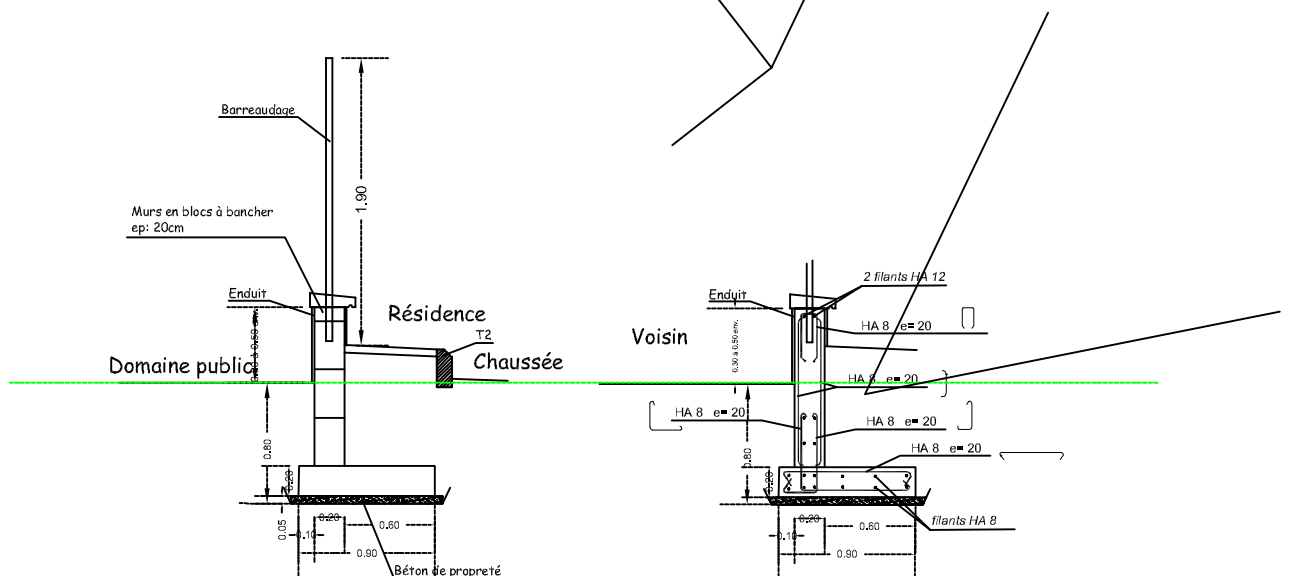 Barreaudage
1.90
Murs en blocs à bancher
ep: 20cm
Enduit
Résidence
T2
Domaine public
Chaussée
0.80
0.20
0.05
0.10
0.20
0.60
0.90
Béton de propreté
2 filants HA 12
Enduit
HA 8 e= 20
Voisin
0.30 à 0.50 env.
HA 8 e= 20
HA 8 e= 20
HA 8 e= 20
HA 8 e= 20
0.80
0.20
filants HA 8
0.10
0.20
0.60
0.90